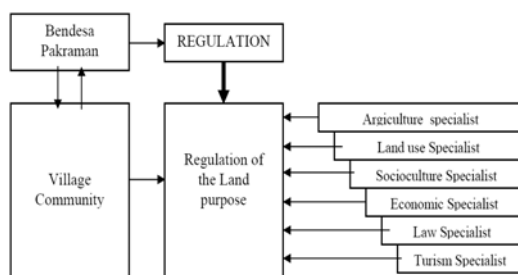 Bendesa
Pakraman
REGULATION
Village
Community
Regulation of
the Land
purpose
Argiculture specialist
Land use Specialist
Socioculture Specialist
Economic Specialist
Law Specialist
Turism Specialist